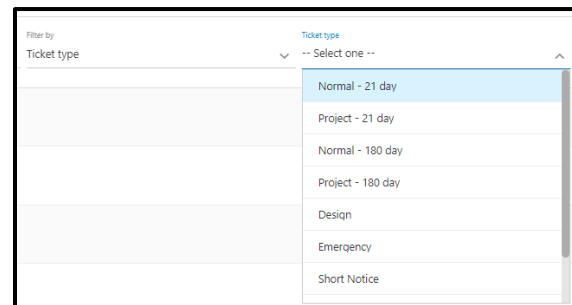 Filter by
Ticket type
Ticket type
-- Select one --
Normal - 21 day
Project - 21 day
Normal - 180 day
Project - 180 day
Design
Emergency
Short Notice